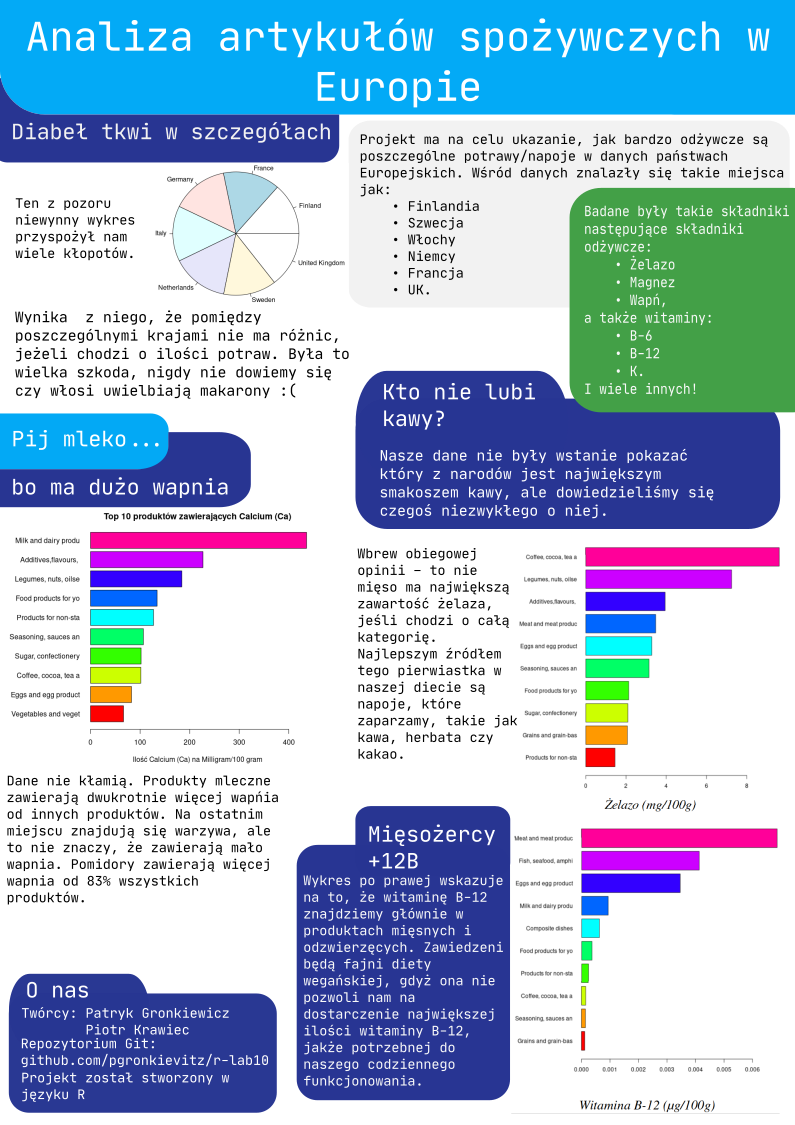 Analiza artykułów spożywczych w
Europie
Diabeł tkwi w szczegółach
Ten z pozoru
niewynny wykres
przyspożył nam
wiele kłopotów.
France
Germany
Finland
Italy
United Kingdom
Netherlands
Sweden
Wynika  z niego, że pomiędzy
poszczególnymi krajami nie ma różnic,
jeżeli chodzi o ilości potraw. Była to
wielka szkoda, nigdy nie dowiemy się
czy włosi uwielbiają makarony :(
Projekt ma na celu ukazanie, jak bardzo odżywcze są
poszczególne potrawy/napoje w danych państwach
Europejskich. Wśród danych znalazły się takie miejsca
jak:
• Finlandia
• Szwecja
• Włochy
• Niemcy
• Francja
• UK.
Badane były takie składniki
następujące składniki
odżywcze:
• Żelazo
• Magnez
• Wapń,
a także witaminy:
• B-6
• B-12
• K.
I wiele innych!
Pij mleko...
bo ma dużo wapnia
Top 10 produktów zawierających Calcium (Ca)
Milk and dairy produ
Additives,flavours,
Legumes, nuts, oilse
Food products for yo
Products for non-sta
Seasoning, sauces an
Sugar, confectionery
Coffee, cocoa, tea a
Eggs and egg product
Vegetables and veget
0 100 200 300 400
Ilość Calcium (Ca) na Milligram/100 gram
Dane nie kłamią. Produkty mleczne
zawierają dwukrotnie więcej wapńia
od innych produktów. Na ostatnim
miejscu znajdują się warzywa, ale
to nie znaczy, że zawierają mało
wapnia. Pomidory zawierają więcej
wapnia od 83% wszystkich
produktów.
Kto nie lubi
kawy?
Nasze dane nie były wstanie pokazać
który z narodów jest największym
smakoszem kawy, ale dowiedzieliśmy się
czegoś niezwykłego o niej.
Wbrew obiegowej
opinii – to nie
mięso ma największą
zawartość żelaza,
jeśli chodzi o całą
kategorię.
Najlepszym źródłem
tego pierwiastka w
naszej diecie są
napoje, które
zaparzamy, takie jak
kawa, herbata czy
kakao.
Coffee, cocoa, tea a
Legumes, nuts, oilse
Additives,flavours,
Meat and meat produc
Eggs and egg product
Seasoning, sauces an
Food products for yo
Sugar, confectionery
Grains and grain-bas
Products for non-sta
0 2 4 6 8
Żelazo (mg/100g)
Mięsożercy
+12B
Wykres po prawej wskazuje
na to, że witaminę B-12
znajdziemy głównie w
produktach mięsnych i
odzwierzęcych. Zawiedzeni
będą fajni diety
wegańskiej, gdyż ona nie
pozwoli nam na
dostarczenie największej
ilości witaminy B-12,
jakże potrzebnej do
naszego codziennego
funkcjonowania.
Meat and meat produc
Fish, seafood, amphi
Eggs and egg product
Milk and dairy produ
Composite dishes
Food products for yo
Products for non-sta
Coffee, cocoa, tea a
Seasoning, sauces an
Grains and grain-bas
0.000 0.001 0.002 0.003 0.004 0.005 0.006
Witamina B-12 (µg/100g)
O nas
Twórcy: Patryk Gronkiewicz
Piotr Krawiec
Repozytorium Git:
github.com/pgronkievitz/r-lab10
Projekt został stworzony w
języku R